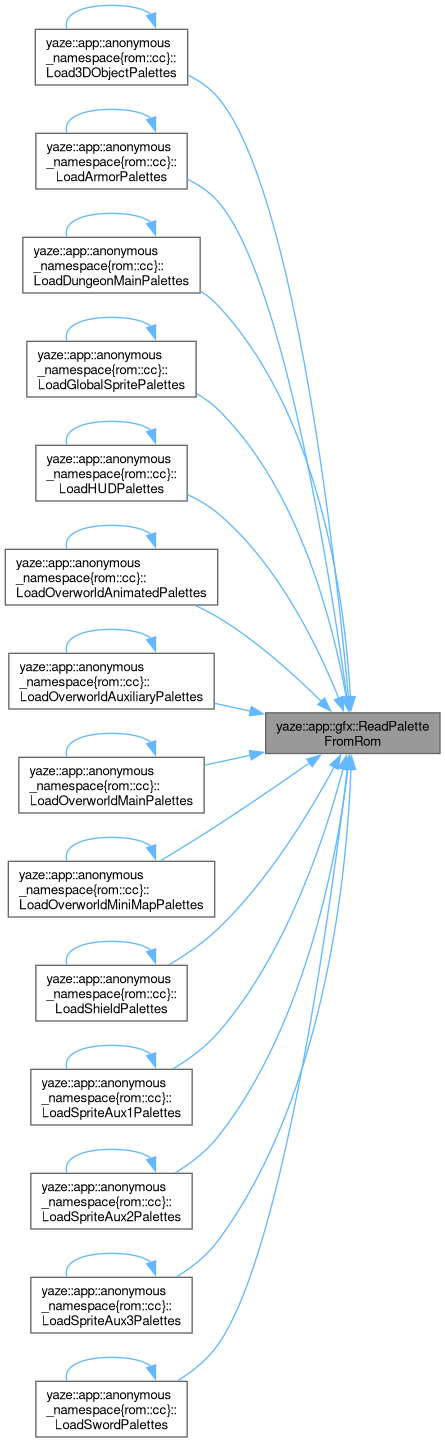 yaze::app::anonymous
_namespace{rom::cc}::
Load3DObjectPalettes
yaze::app::anonymous
_namespace{rom::cc}::
LoadArmorPalettes
yaze::app::anonymous
_namespace{rom::cc}::
LoadDungeonMainPalettes
yaze::app::anonymous
_namespace{rom::cc}::
LoadGlobalSpritePalettes
yaze::app::anonymous
_namespace{rom::cc}::
LoadHUDPalettes
yaze::app::anonymous
_namespace{rom::cc}::
LoadOverworldAnimatedPalettes
yaze::app::anonymous
_namespace{rom::cc}::
LoadOverworldAuxiliaryPalettes
yaze::app::gfx::ReadPalette
FromRom
yaze::app::anonymous
_namespace{rom::cc}::
LoadOverworldMainPalettes
yaze::app::anonymous
_namespace{rom::cc}::
LoadOverworldMiniMapPalettes
yaze::app::anonymous
_namespace{rom::cc}::
LoadShieldPalettes
yaze::app::anonymous
_namespace{rom::cc}::
LoadSpriteAux1Palettes
yaze::app::anonymous
_namespace{rom::cc}::
LoadSpriteAux2Palettes
yaze::app::anonymous
_namespace{rom::cc}::
LoadSpriteAux3Palettes
yaze::app::anonymous
_namespace{rom::cc}::
LoadSwordPalettes